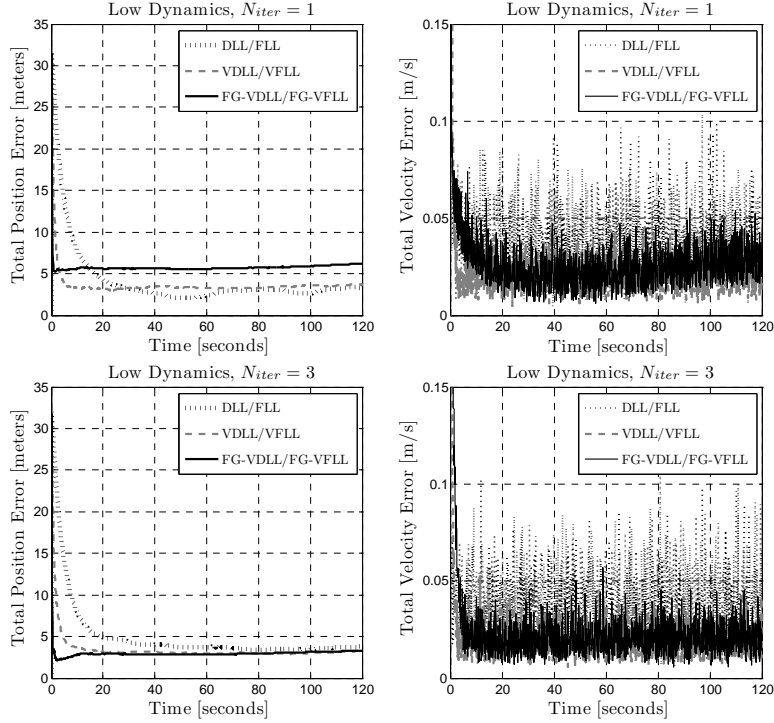 Low Dynamics, N_iter = 1
Total Position Error [meters]
35
30
25
20
15
10
5
0
DLL/FLL
VDLL/VFLL
FG-VDLL/FG-VFLL
0 20 40 60 80 100 120
Time [seconds]
Low Dynamics, N_iter = 1
Total Velocity Error [m/s]
0.15
0.1
0.05
0
DLL/FLL
VDLL/VFLL
FG-VDLL/FG-VFLL
0 20 40 60 80 100 120
Time [seconds]
Low Dynamics, N_iter = 3
Total Position Error [meters]
35
30
25
20
15
10
5
0
DLL/FLL
VDLL/VFLL
FG-VDLL/FG-VFLL
0 20 40 60 80 100 120
Time [seconds]
Low Dynamics, N_iter = 3
Total Velocity Error [m/s]
0.15
0.1
0.05
0
DLL/FLL
VDLL/VFLL
FG-VDLL/FG-VFLL
0 20 40 60 80 100 120
Time [seconds]